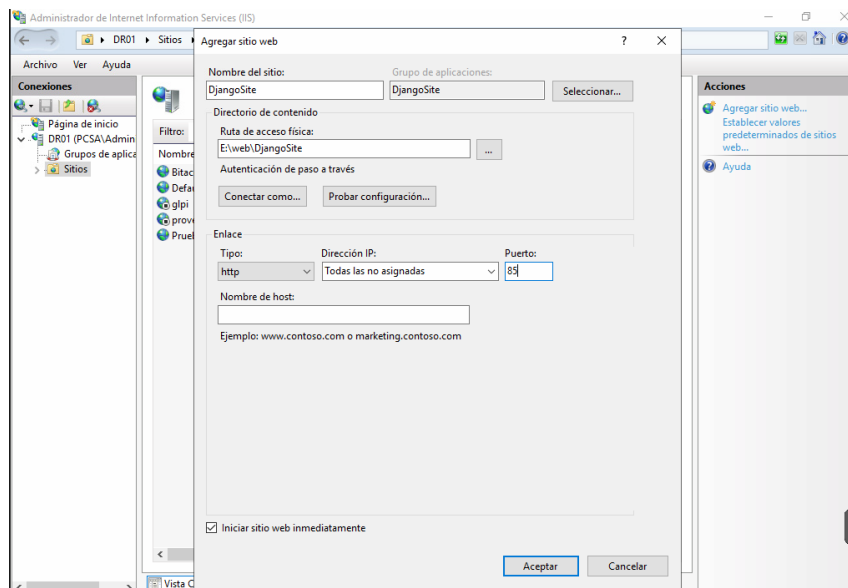 Administrador de Internet Information Services (IIS)
DR01
Sitios
Archivo Ver Ayuda
Conexiones
Página de inicio
DR01 (PCSA\Admin
Grupos de aplica
Sitios
Filtro:
Nombre
Bitac
Defa
glpi
prove
Prue
Vista C
Agregar sitio web
Nombre del sitio:
DjangoSite
Grupo de aplicaciones:
DjangoSite
Seleccionar...
Directorio de contenido
Ruta de acceso física:
E:\web\DjangoSite
...
Autenticación de paso a través
Conectar como...
Probar configuración...
Enlace
Tipo:
http
Dirección IP:
Todas las no asignadas
Puerto:
85
Nombre de host:
Ejemplo: www.contoso.com o marketing.contoso.com
Iniciar sitio web inmediatamente
Aceptar
Cancelar
Acciones
Agregar sitio web...
Establecer valores
predeterminados de sitios
web...
Ayuda